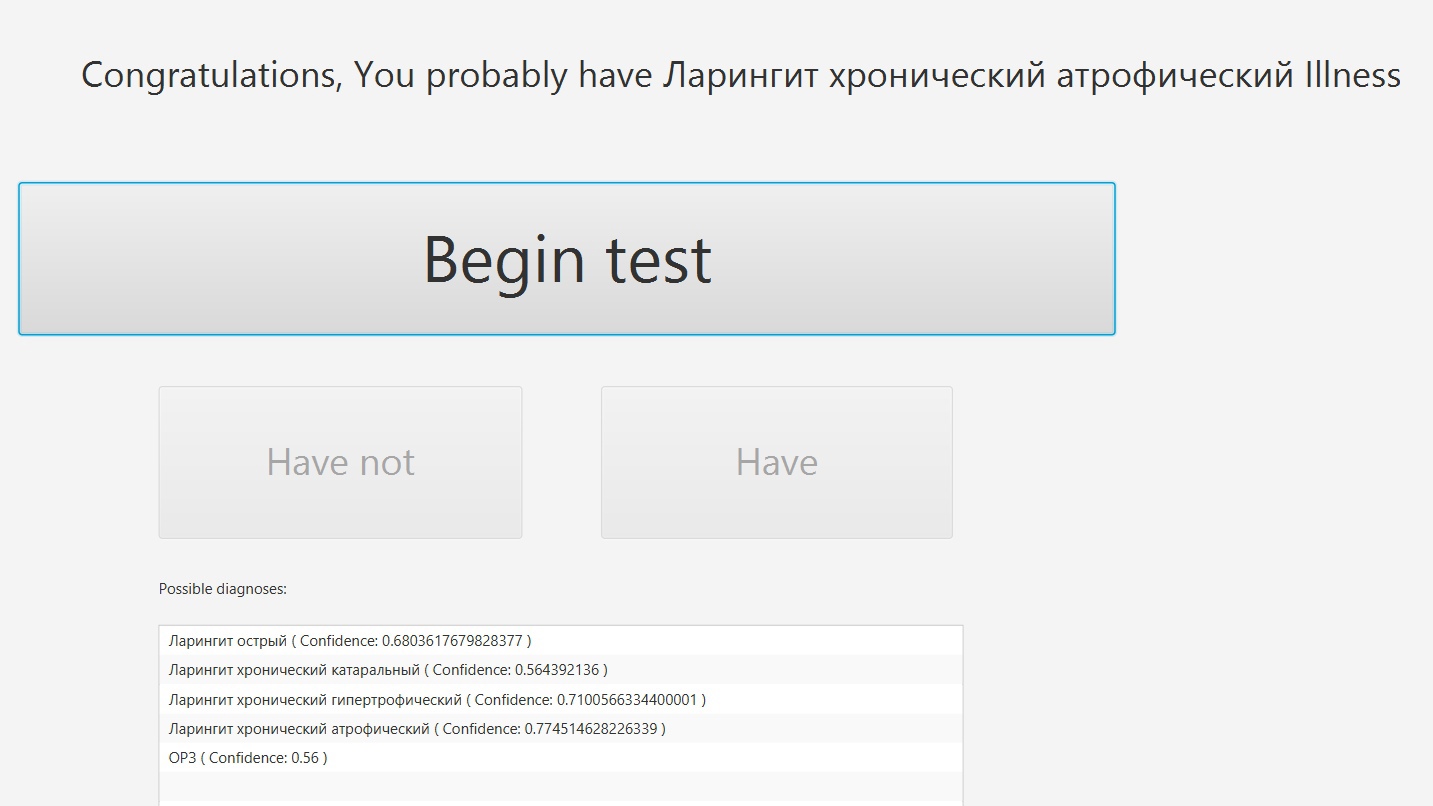 Congratulations, You probably have Ларингит хронический атрофический Illness
Begin test
Have not
Have
Possible diagnoses:
Ларингит острый ( Confidence: 0.6803617679828377 )
Ларингит хронический катаральный ( Confidence: 0.564392136 )
Ларингит хронический гипертрофический ( Confidence: 0.7100566334400001 )
Ларингит хронический атрофический ( Confidence: 0.774514628226339 )
ОРЗ ( Confidence: 0.56 )